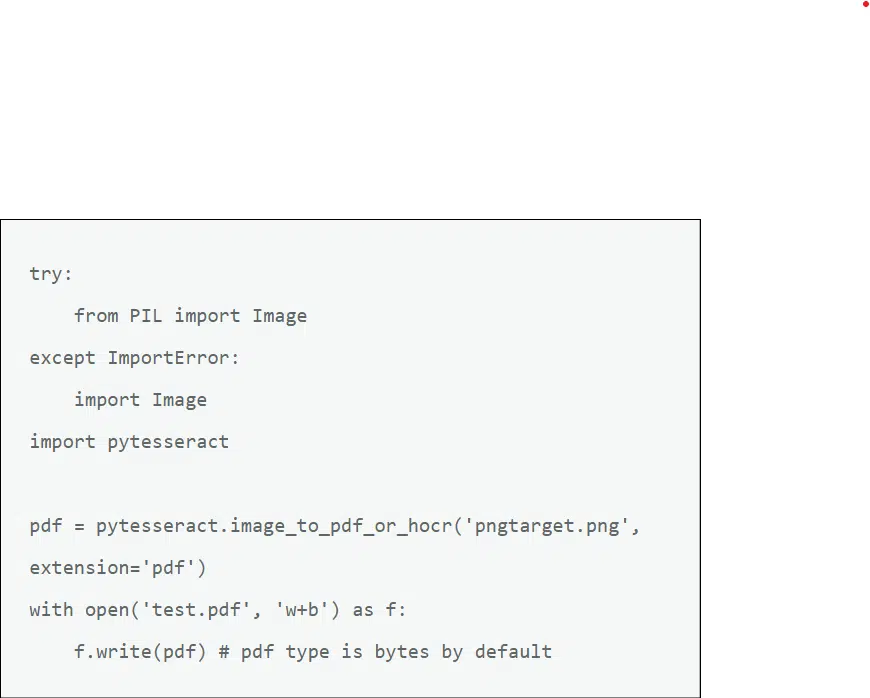 try:
    from PIL import Image
except ImportError:
    import Image
import pytesseract
pdf = pytesseract.image_to_pdf_or_hocr('pngtarget.png',
extension='pdf')
with open('test.pdf', 'w+b') as f:
    f.write(pdf) # pdf type is bytes by default